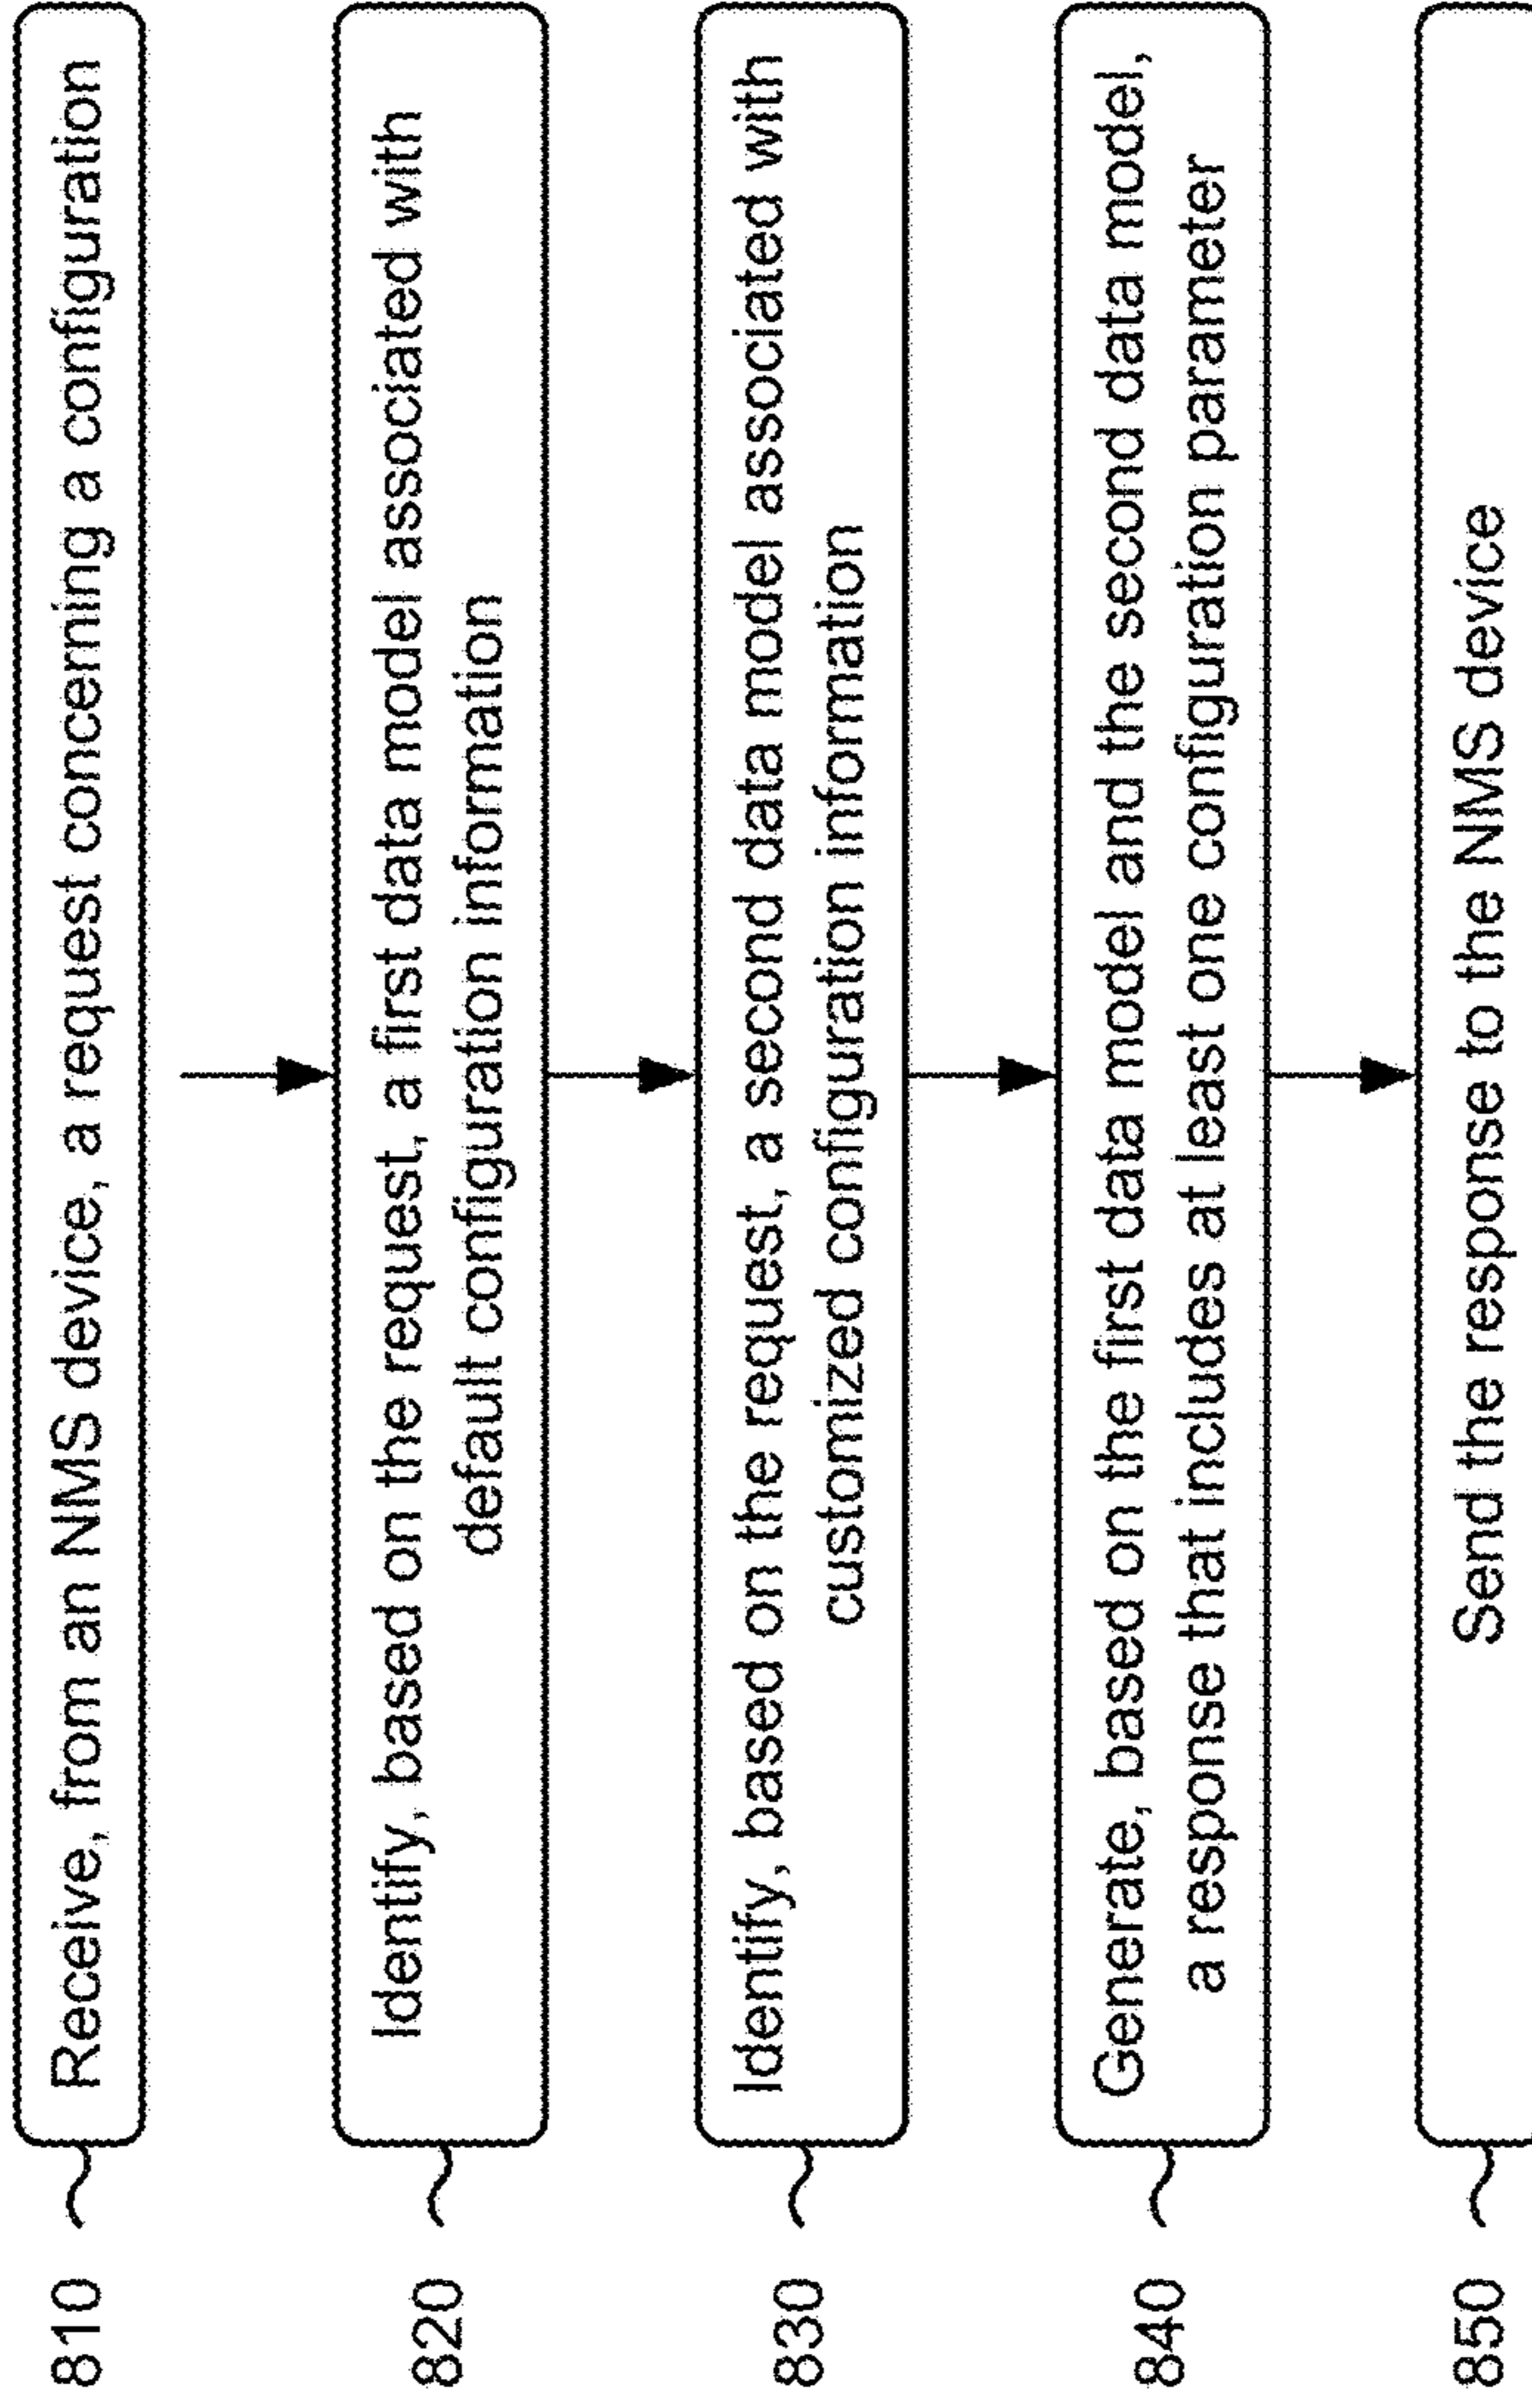 810
Receive, from an NMS device, a request concerning a configuration
820
Identify, based on the request, a first data model associated with
default configuration information
830
Identify, based on the request, a second data model associated with
customized configuration information
840
Generate, based on the first data model and the second data model,
a response that includes at least one configuration parameter
850
Send the response to the NMS device